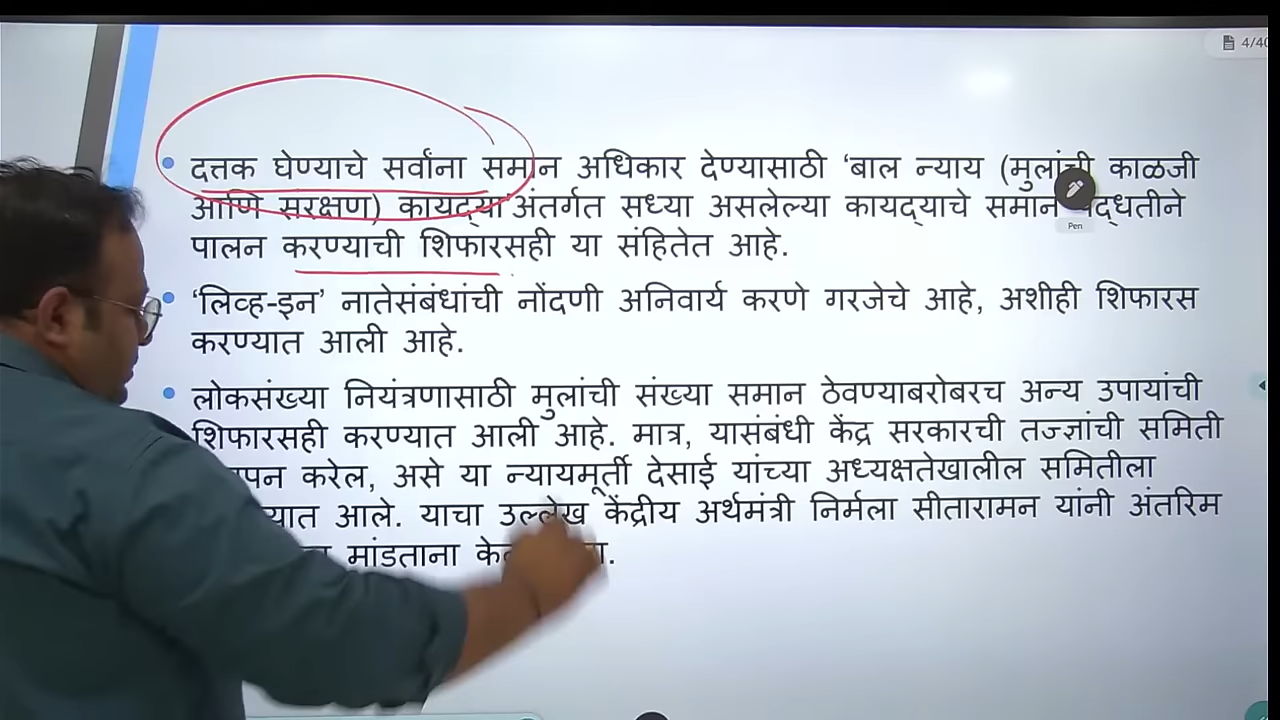 4/40
दत्तक घेण्याचे सर्वांना समान अधिकार देण्यासाठी ‘बाल न्याय (मुलांची काळजी
आणि सरक्षण) कायद्या’अंतर्गत सध्या असलेल्या कायद्याचे समान पद्धतीने
Pen
पालन करण्याची शिफारसही या संहितेत आहे.
‘लिव्ह-इन’ नातेसंबंधांची नोंदणी अनिवार्य करणे गरजेचे आहे, अशीही शिफारस
करण्यात आली आहे.
लोकसंख्या नियंत्रणासाठी मुलांची संख्या समान ठेवण्याबरोबरच अन्य उपायांची
शिफारसही करण्यात आली आहे. मात्र, यासंबंधी केंद्र सरकारची तज्ज्ञांची समिती
करेल, असे या न्यायमूर्ती देसाई यांच्या अध्यक्षतेखालील समितीला
आले. याचा उल्लेख केंद्रीय अर्थमंत्री निर्मला सीतारामन यांनी अंतरिम
मांडताना